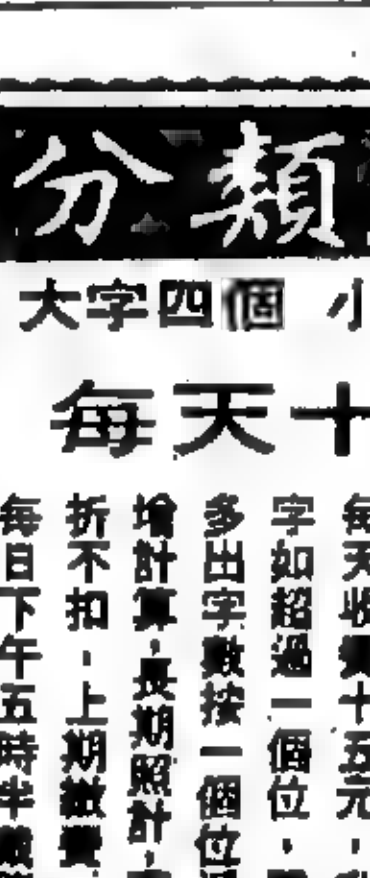 分類
大字四個 小
每天十
每天收費十五元，
字如超過一個位，
多出字數按一個位
增計算，長期照計，
折不扣，上期繳費
每日下午五時半